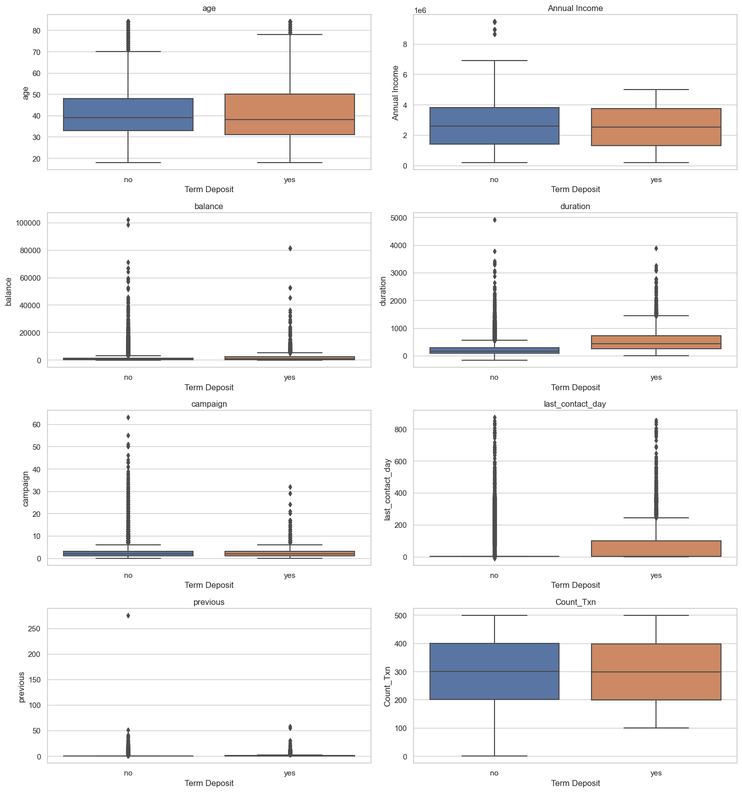 age
80
70
60
50
40
30
20
age
no
yes
Term Deposit
Annual Income
1e6
8
6
4
2
0
Annual Income
no
yes
Term Deposit
balance
100000
80000
60000
40000
20000
0
balance
no
yes
Term Deposit
duration
5000
4000
3000
2000
1000
0
duration
no
yes
Term Deposit
campaign
60
50
40
30
20
10
0
campaign
no
yes
Term Deposit
last_contact_day
800
600
400
200
0
last_contact_day
no
yes
Term Deposit
previous
250
200
150
100
50
0
previous
no
yes
Term Deposit
Count_Txn
500
400
300
200
100
0
Count_Txn
no
yes
Term Deposit